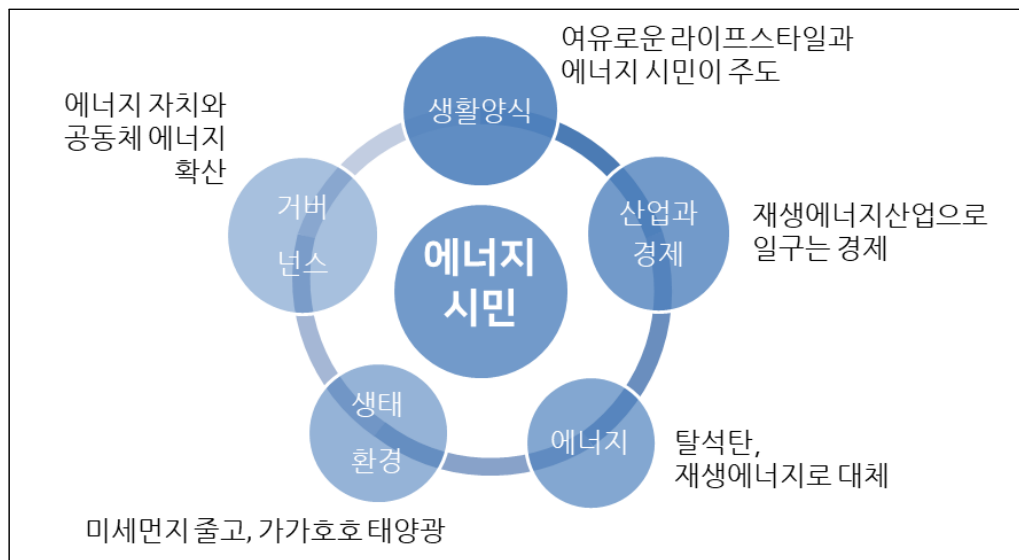 여유로운 라이프스타일과
에너지 시민이 주도
생활양식
에너지 자치와
공동체 에너지
확산
거버
넌스
산업과
경제
재생에너지산업으로
일구는 경제
에너지
시민
생태
환경
에너지
탈석탄,
재생에너지로 대체
미세먼지 줄고, 가가호호 태양광